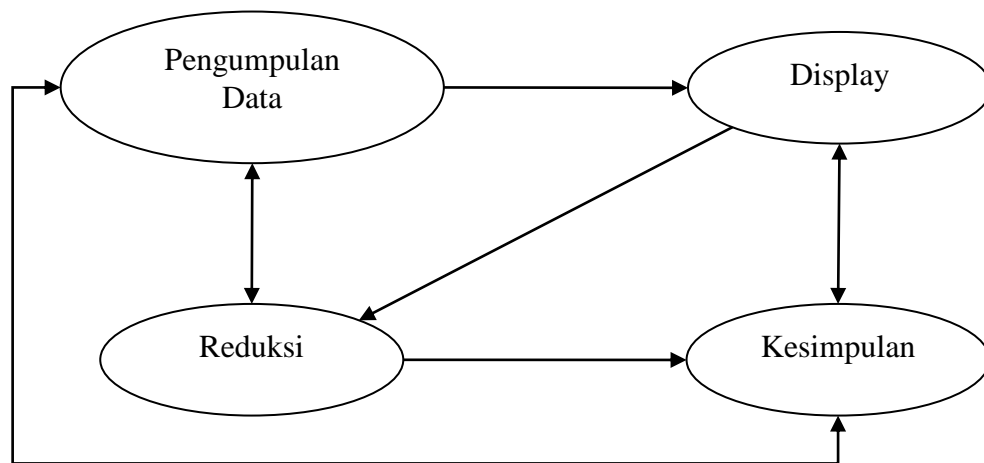 Pengumpulan
Data
Display
Reduksi
Kesimpulan